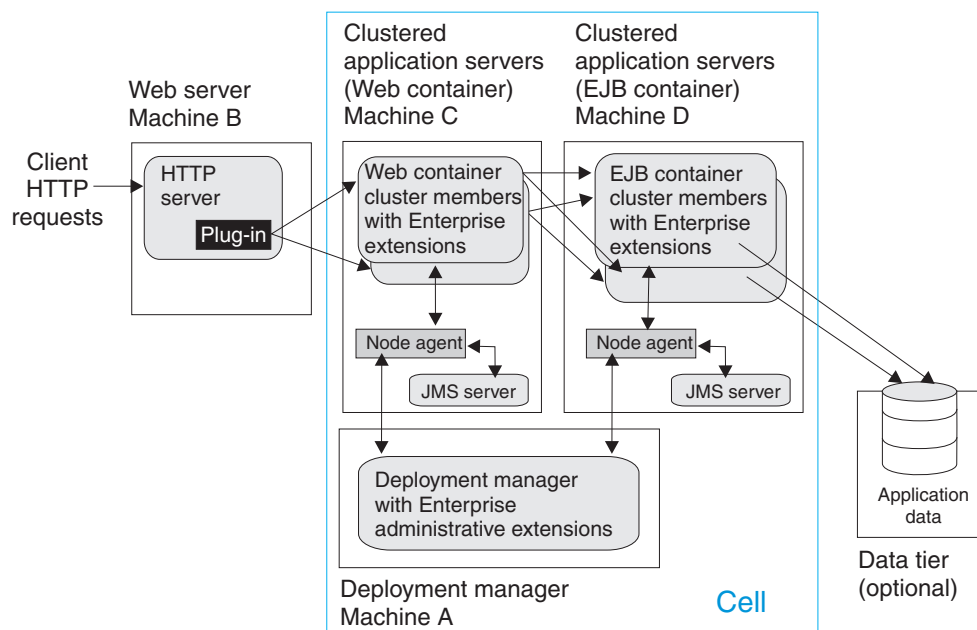 Client
HTTP
requests
Web server
Machine B
HTTP
server
Plug-in
Clustered
application servers
(Web container)
Machine C
Web container
cluster members
with Enterprise
extensions
Node agent
JMS server
Clustered
application servers
(EJB container)
Machine D
EJB container
cluster members
with Enterprise
extensions
Node agent
JMS server
Deployment manager
with Enterprise
administrative extensions
Deployment manager
Machine A
Cell
Application
data
Data tier
(optional)